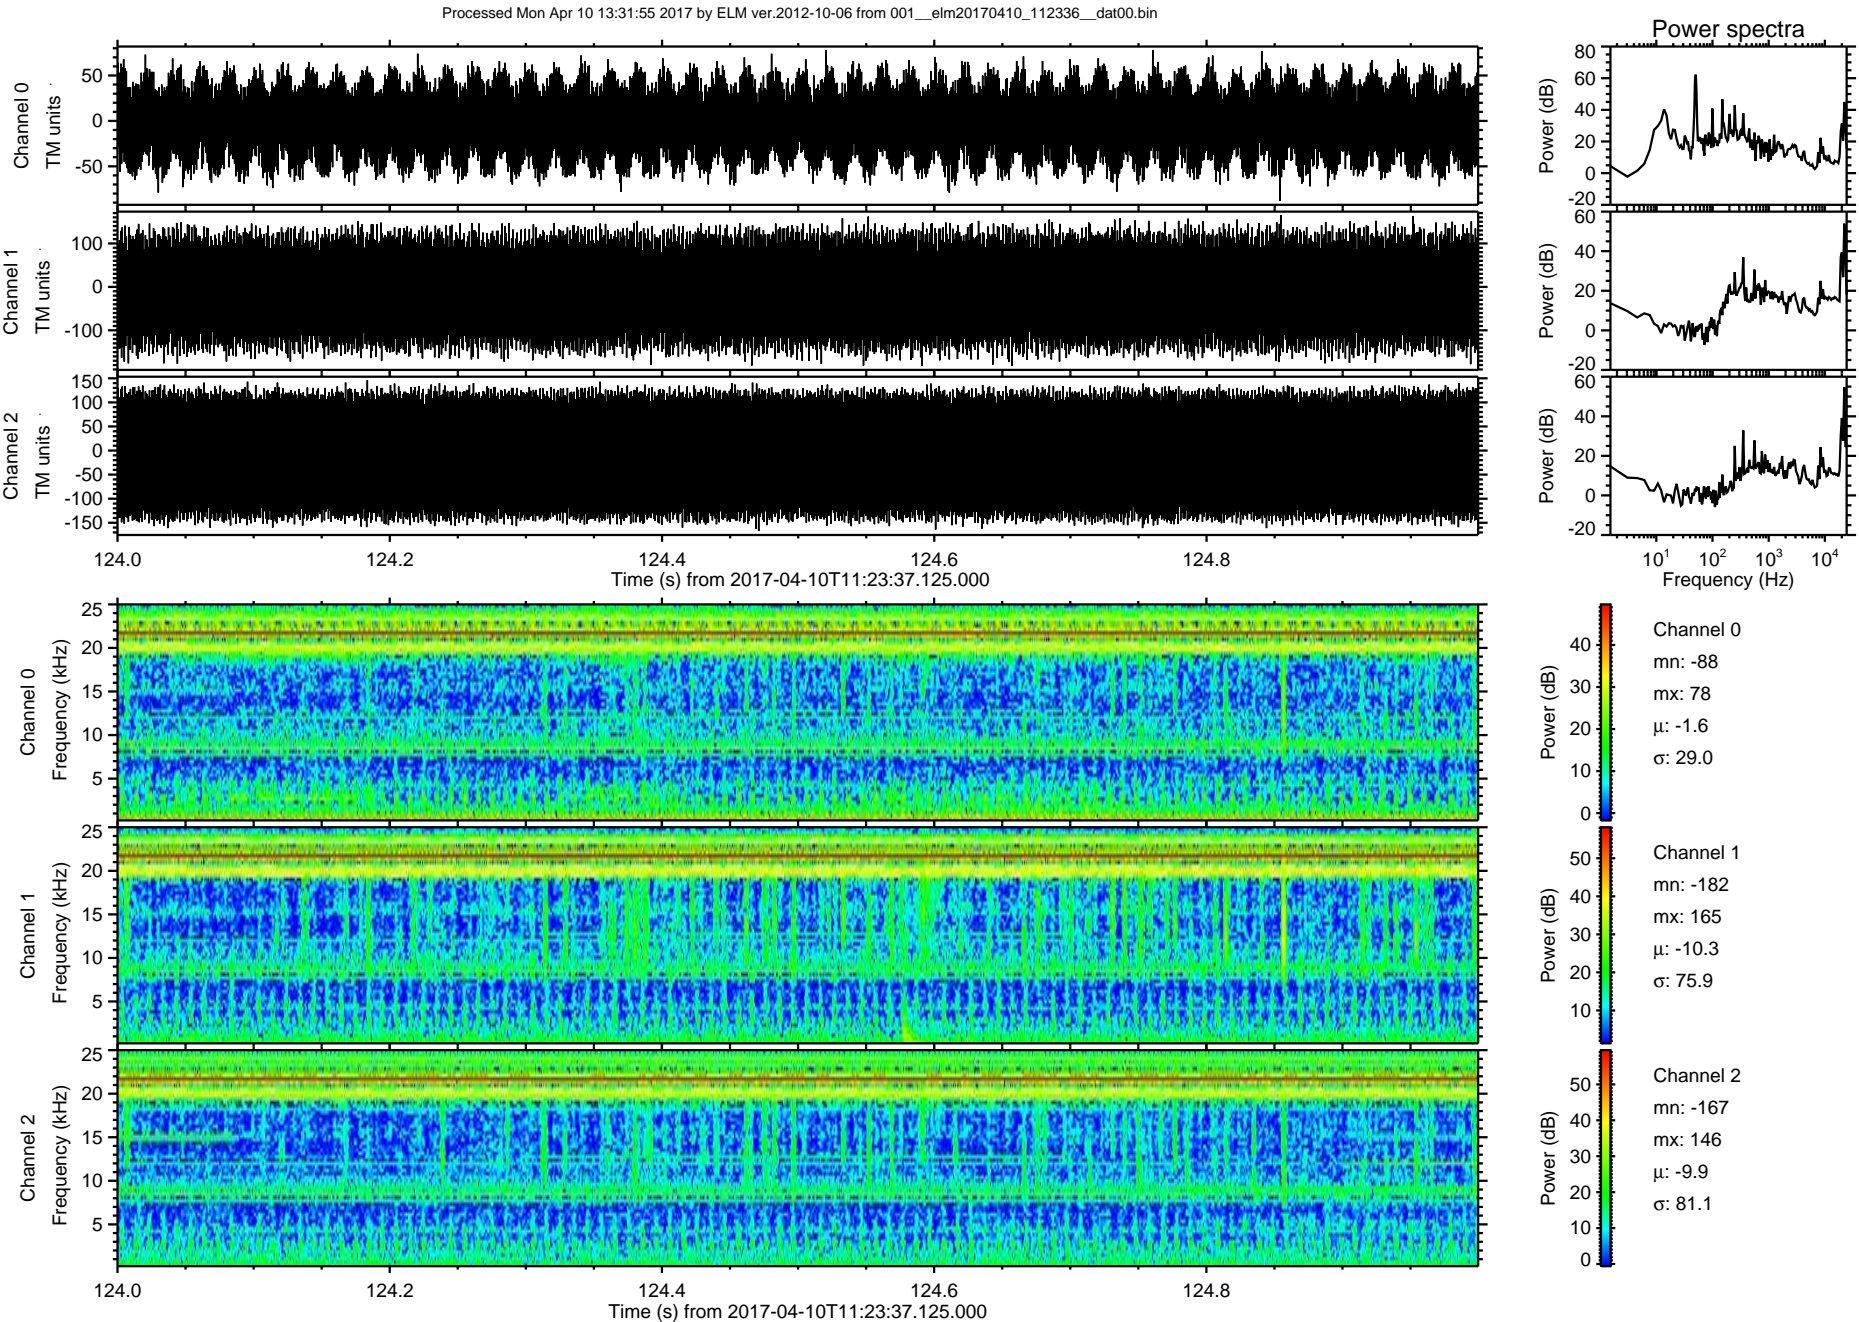 Processed Mon Apr 10 13:31:55 2017 by ELM ver.2012-10-06 from 001__elm20170410_112336__dat00.bin
Power spectra
Channel 0
TM units
50
0
-50
Power (dB)
80
60
40
20
0
-20
Channel 1
TM units
100
0
-100
Power (dB)
60
40
20
0
-20
Channel 2
TM units
150
100
50
0
-50
-100
-150
Power (dB)
60
40
20
0
-20
124.0 124.2 124.4 124.6 124.8
Time (s) from 2017-04-10T11:23:37.125.000
10^1 10^2 10^3 10^4
Frequency (Hz)
Channel 0
Frequency (kHz)
25
20
15
10
5
Power (dB)
40
30
20
10
0
Channel 0
mn: -88
mx: 78
μ: -1.6
σ: 29.0
Channel 1
Frequency (kHz)
25
20
15
10
5
Power (dB)
50
40
30
20
10
Channel 1
mn: -182
mx: 165
μ: -10.3
σ: 75.9
Channel 2
Frequency (kHz)
25
20
15
10
5
Power (dB)
50
40
30
20
10
0
Channel 2
mn: -167
mx: 146
μ: -9.9
σ: 81.1
124.0 124.2 124.4 124.6 124.8
Time (s) from 2017-04-10T11:23:37.125.000